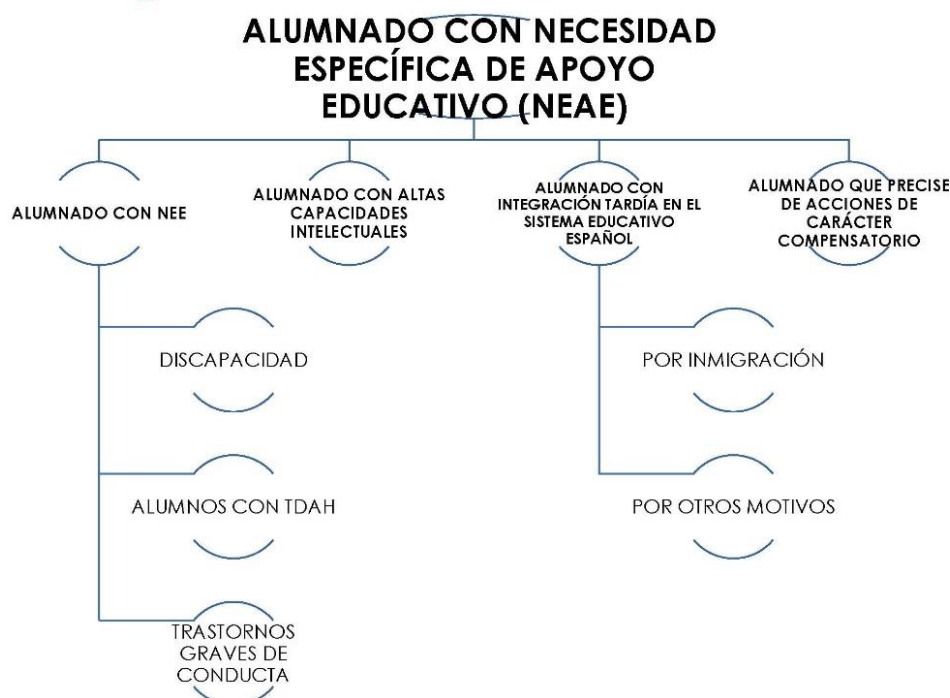 ALUMNADO CON NECESIDAD
ESPECÍFICA DE APOYO
EDUCATIVO (NEAE)
ALUMNADO CON NEE
ALUMNADO CON ALTAS
CAPACIDADES
INTELECTUALES
ALUMNADO CON
INTEGRACIÓN TARDÍA EN EL
SISTEMA EDUCATIVO
ESPAÑOL
ALUMNADO QUE PRECISE
DE ACCIONES DE
CARÁCTER
COMPENSATORIO
DISCAPACIDAD
ALUMNOS CON TDAH
TRASTORNOS
GRAVES DE
CONDUCTA
POR INMIGRACIÓN
POR OTROS MOTIVOS